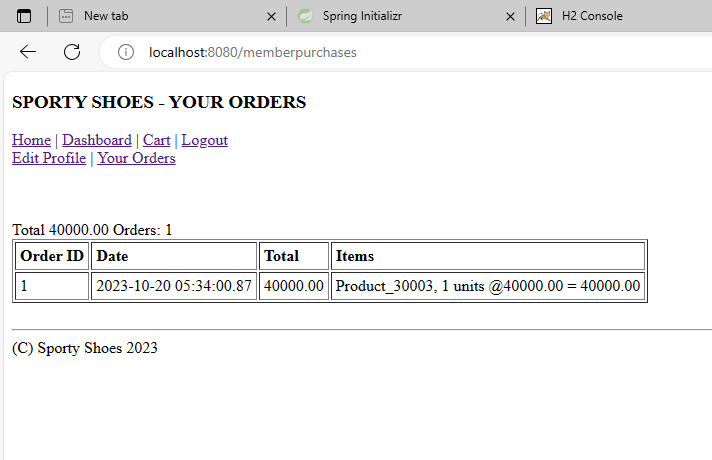 New tab
Spring Initializr
H2 Console
localhost:8080/memberpurchases
SPORTY SHOES - YOUR ORDERS
Home | Dashboard | Cart | Logout
Edit Profile | Your Orders
Total 40000.00 Orders: 1
Order ID Date Total Items
1 2023-10-20 05:34:00.87 40000.00 Product_30003, 1 units @40000.00 = 40000.00
(C) Sporty Shoes 2023